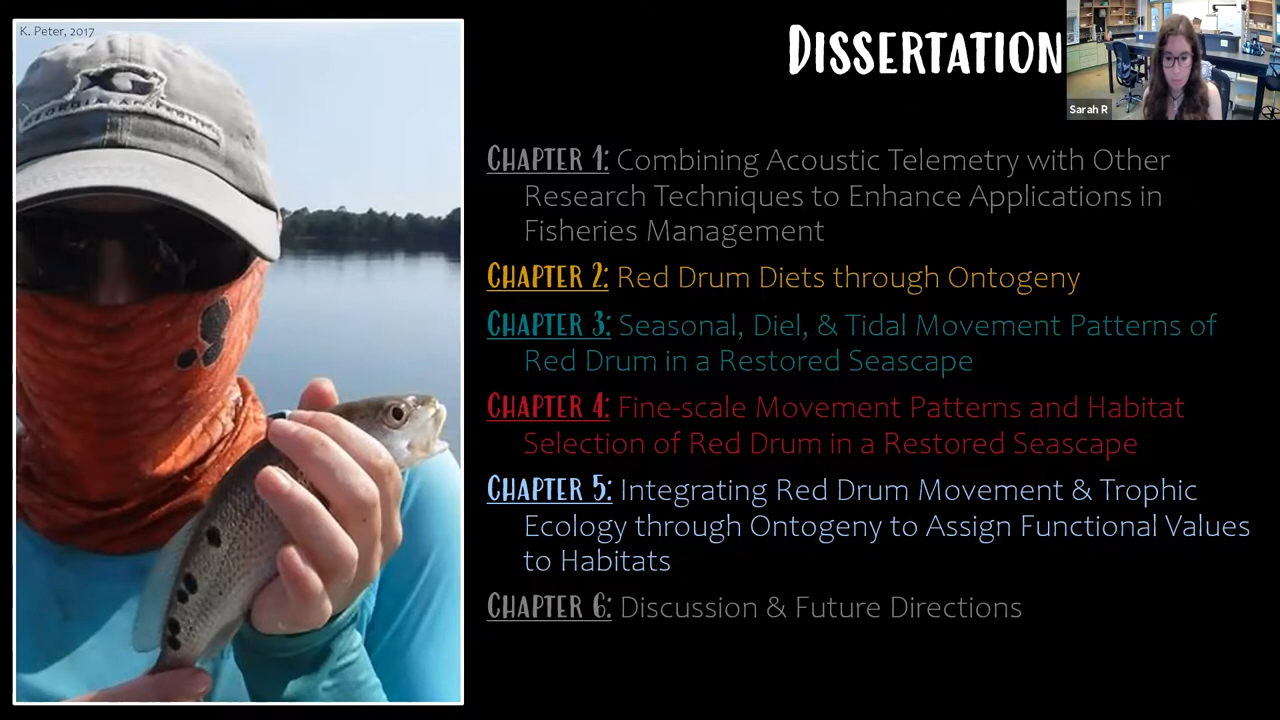 K. Peter, 2017
DISSERTATION
Sarah R
CHAPTER 1: Combining Acoustic Telemetry with Other
Research Techniques to Enhance Applications in
Fisheries Management
CHAPTER 2: Red Drum Diets through Ontogeny
CHAPTER 3: Seasonal, Diel, & Tidal Movement Patterns of
Red Drum in a Restored Seascape
CHAPTER 4: Fine-scale Movement Patterns and Habitat
Selection of Red Drum in a Restored Seascape
CHAPTER 5: Integrating Red Drum Movement & Trophic
Ecology through Ontogeny to Assign Functional Values
to Habitats
CHAPTER 6: Discussion & Future Directions